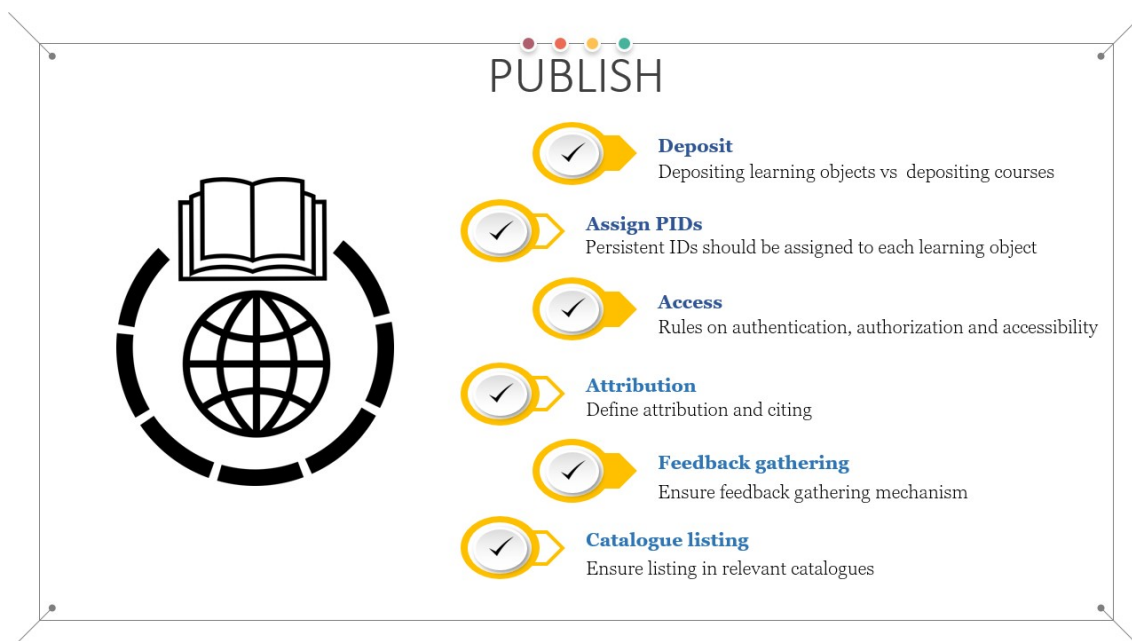 PUBLISH
Deposit
Depositing learning objects vs  depositing courses
Assign PIDs
Persistent IDs should be assigned to each learning object
Access
Rules on authentication, authorization and accessibility
Attribution
Define attribution and citing
Feedback gathering
Ensure feedback gathering mechanism
Catalogue listing
Ensure listing in relevant catalogues